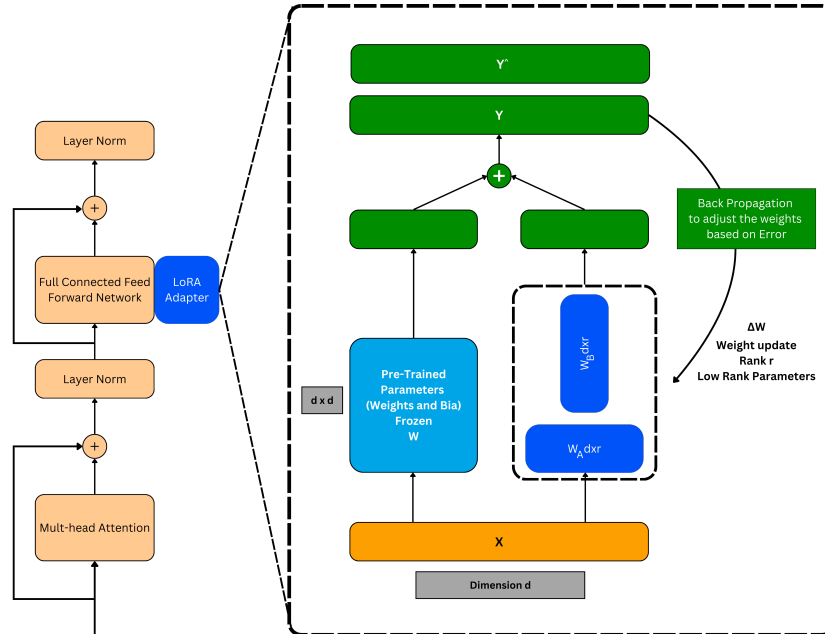 Layer Norm
+
Full Connected Feed
Forward Network
LoRA
Adapter
Layer Norm
+
Mult-head Attention
Y^
Y
+
Back Propagation
to adjust the weights
based on Error
ΔW
Weight update
Rank r
Low Rank Parameters
d x d
Pre-Trained
Parameters
(Weights and Bia)
Frozen
W
W_B dxr
W_A dxr
X
Dimension d